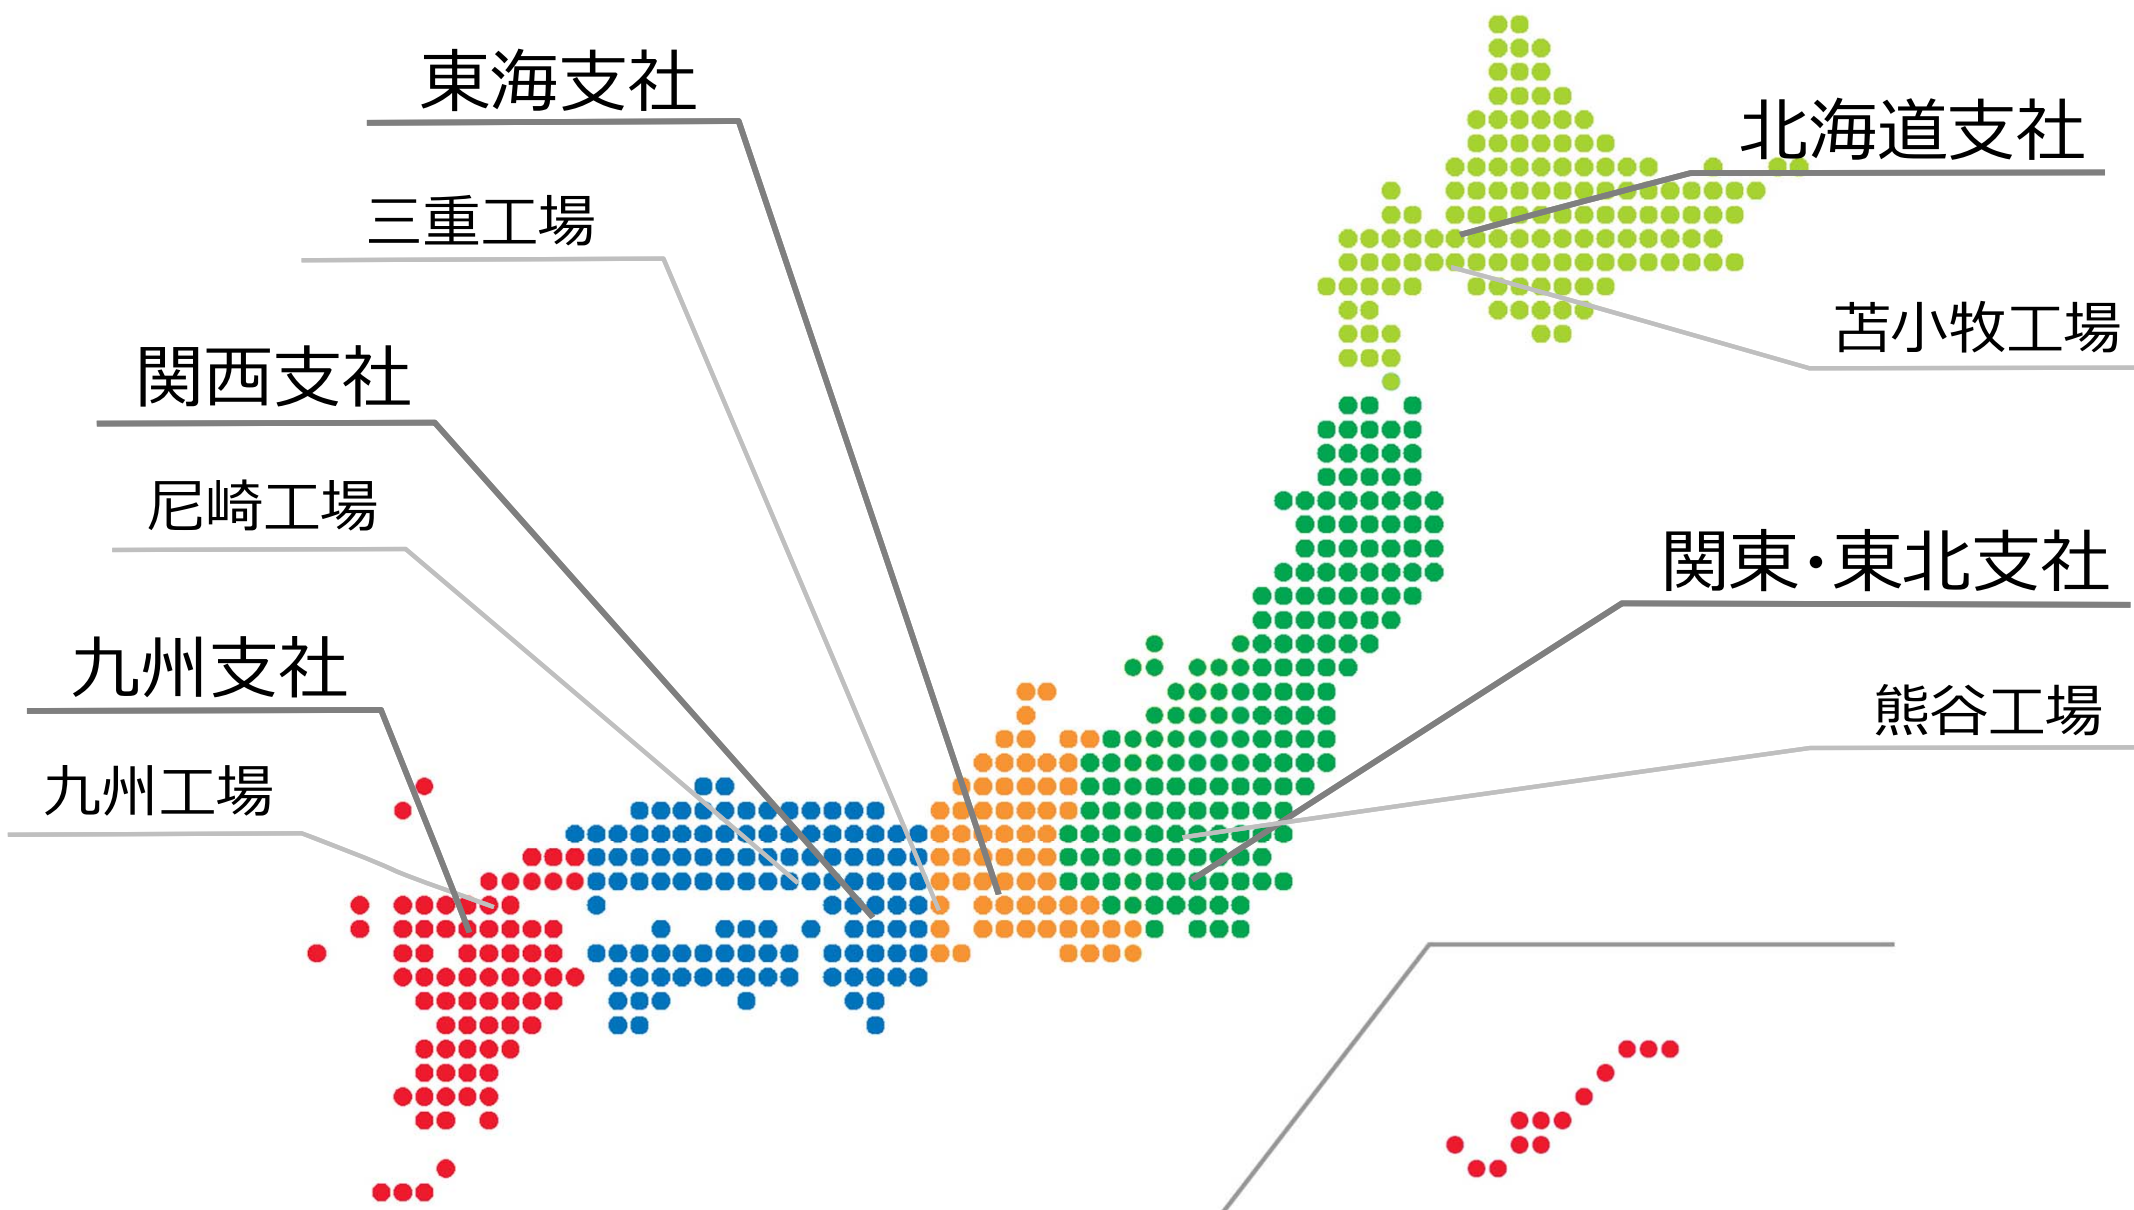 東海支社
三重工場
関西支社
尼崎工場
九州支社
九州工場
北海道支社
苫小牧工場
関東・東北支社
熊谷工場